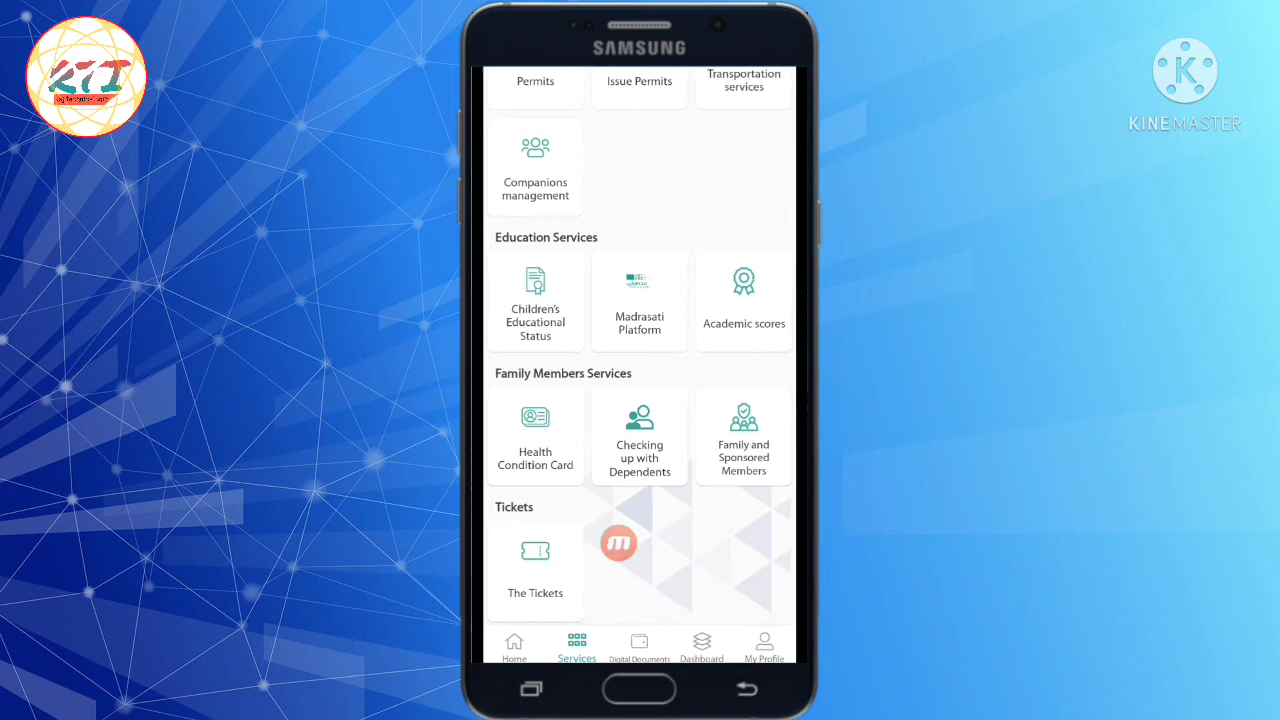 KTI
KINEMASTER
SAMSUNG
Permits
Issue Permits
Transportation
services
Companions
management
Education Services
Children's
Educational
Status
Madrasati
Platform
Academic scores
Family Members Services
Health
Condition Card
Checking
up with
Dependents
Family and
Sponsored
Members
Tickets
The Tickets
Home
Services
Digital Documents
Dashboard
My Profile